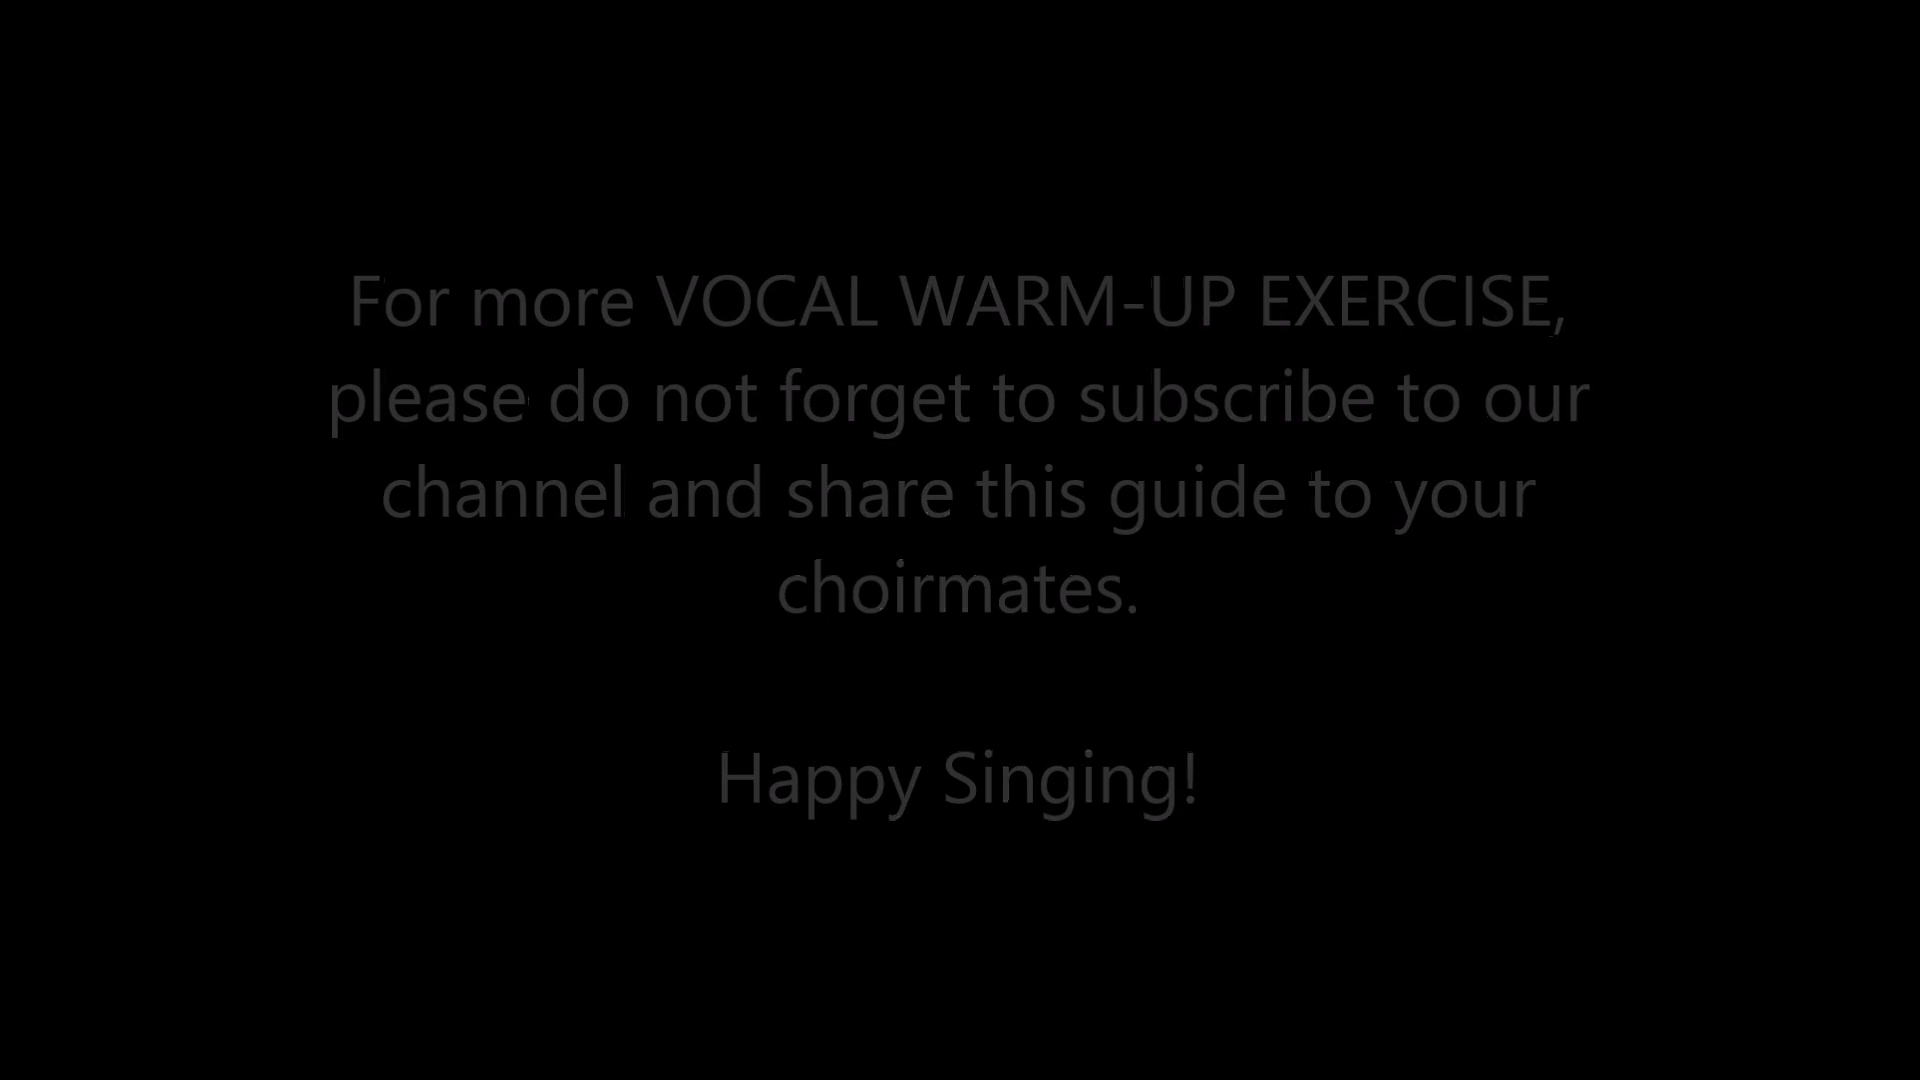 For more VOCAL WARM-UP EXERCISE,
please do not forget to subscribe to our
channel and share this guide to your
choirmates.
Happy Singing!